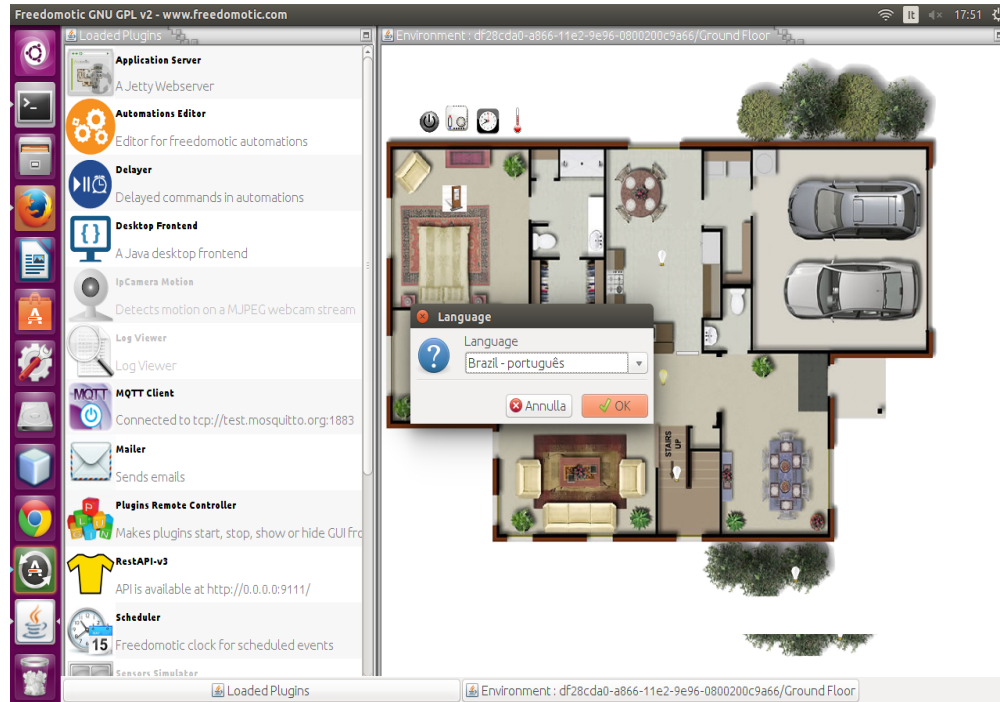 Freedomotic GNU GPL v2 - www.freedomotic.com
It
17:51
Loaded Plugins
Application Server
A Jetty Webserver
Automations Editor
Editor for freedomotic automations
Delayer
Delayed commands in automations
Desktop Frontend
A Java desktop frontend
IpCamera Motion
Detects motion on a MJPEG webcam stream
Log Viewer
Log Viewer
MQTT
MQTT Client
Connected to tcp://test.mosquitto.org:1883
Mailer
Sends emails
Plugins Remote Controller
Makes plugins start, stop, show or hide GUI fro
RestAPI-v3
API is available at http://0.0.0.0:9111/
15
Scheduler
Freedomotic clock for scheduled events
Sensors Simulator
Environment : df28cda0-a866-11e2-9e96-0800200c9a66/Ground Floor
Language
Language
Brazil - português
Annulla
OK
STAIRS
UP
Loaded Plugins
Environment : df28cda0-a866-11e2-9e96-0800200c9a66/Ground Floor